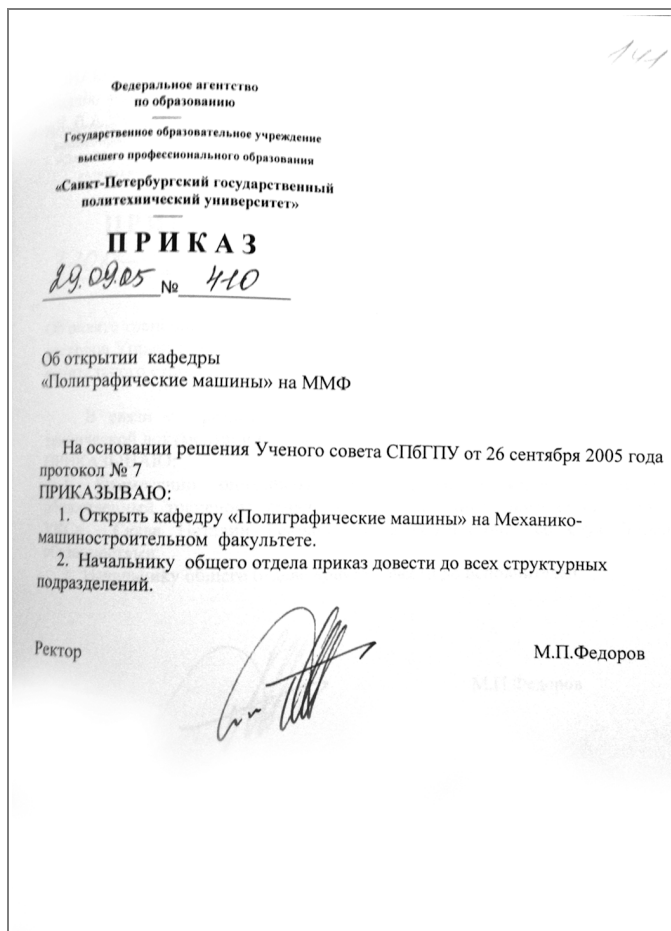 141
Федеральное агентство
по образованию
Государственное образовательное учреждение
высшего профессионального образования
«Санкт-Петербургский государственный
политехнический университет»
ПРИКАЗ
29.09.05 № 410
Об открытии кафедры
«Полиграфические машины» на ММФ
На основании решения Ученого совета СПбГПУ от 26 сентября 2005 года
протокол № 7
ПРИКАЗЫВАЮ:
1. Открыть кафедру «Полиграфические машины» на Механико-
машиностроительном факультете.
2. Начальнику общего отдела приказ довести до всех структурных
подразделений.
Ректор М.П.Федоров